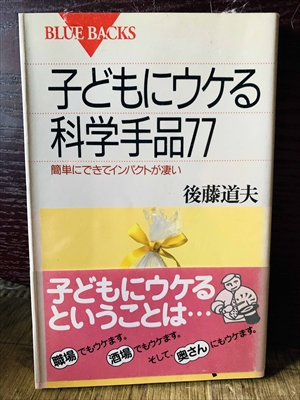 BLUE BACKS
子どもにウケる
科学手品77
簡単にできてインパクトが凄い
後藤道夫
子どもにウケる
ということは…
職場でもウケます。
酒場でもウケます。
そして、奥さんにもウケます。